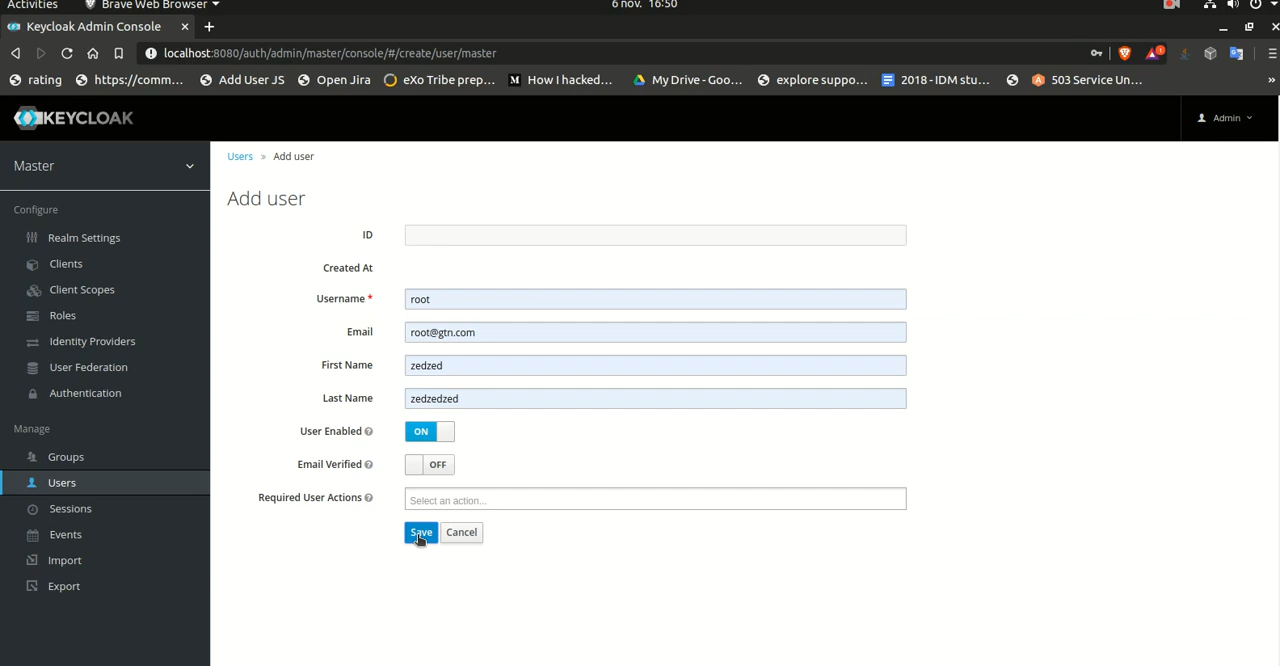 Activities Brave Web Browser 6 nov. 16:50
Keycloak Admin Console
localhost:8080/auth/admin/master/console/#/create/user/master
rating https://comm... Add User JS Open Jira eXo Tribe prep... How I hacked... My Drive - Goo... explore suppo... 2018 - IDM stu... 503 Service Un... »
KEYCLOAK Admin
Master
Configure
Realm Settings
Clients
Client Scopes
Roles
Identity Providers
User Federation
Authentication
Manage
Groups
Users
Sessions
Events
Import
Export
Users » Add user
Add user
ID
Created At
Username * root
Email root@gtn.com
First Name zedzed
Last Name zedzedzed
User Enabled ON
Email Verified OFF
Required User Actions Select an action...
Save Cancel